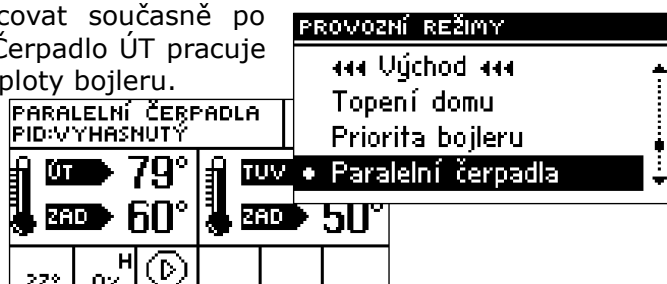 covat současně po
Čerpadlo ÚT pracuje
ploty bojleru.
PROVOZNÍ REŽIMY
Východ
Topení domu
Priorita bojleru
• Paralelní čerpadla
PARALELNÍ ČERPADLA
PID:VYHASNUTÝ
ÚT 79°
TUV
ZAD 60°
ZAD 50°
H